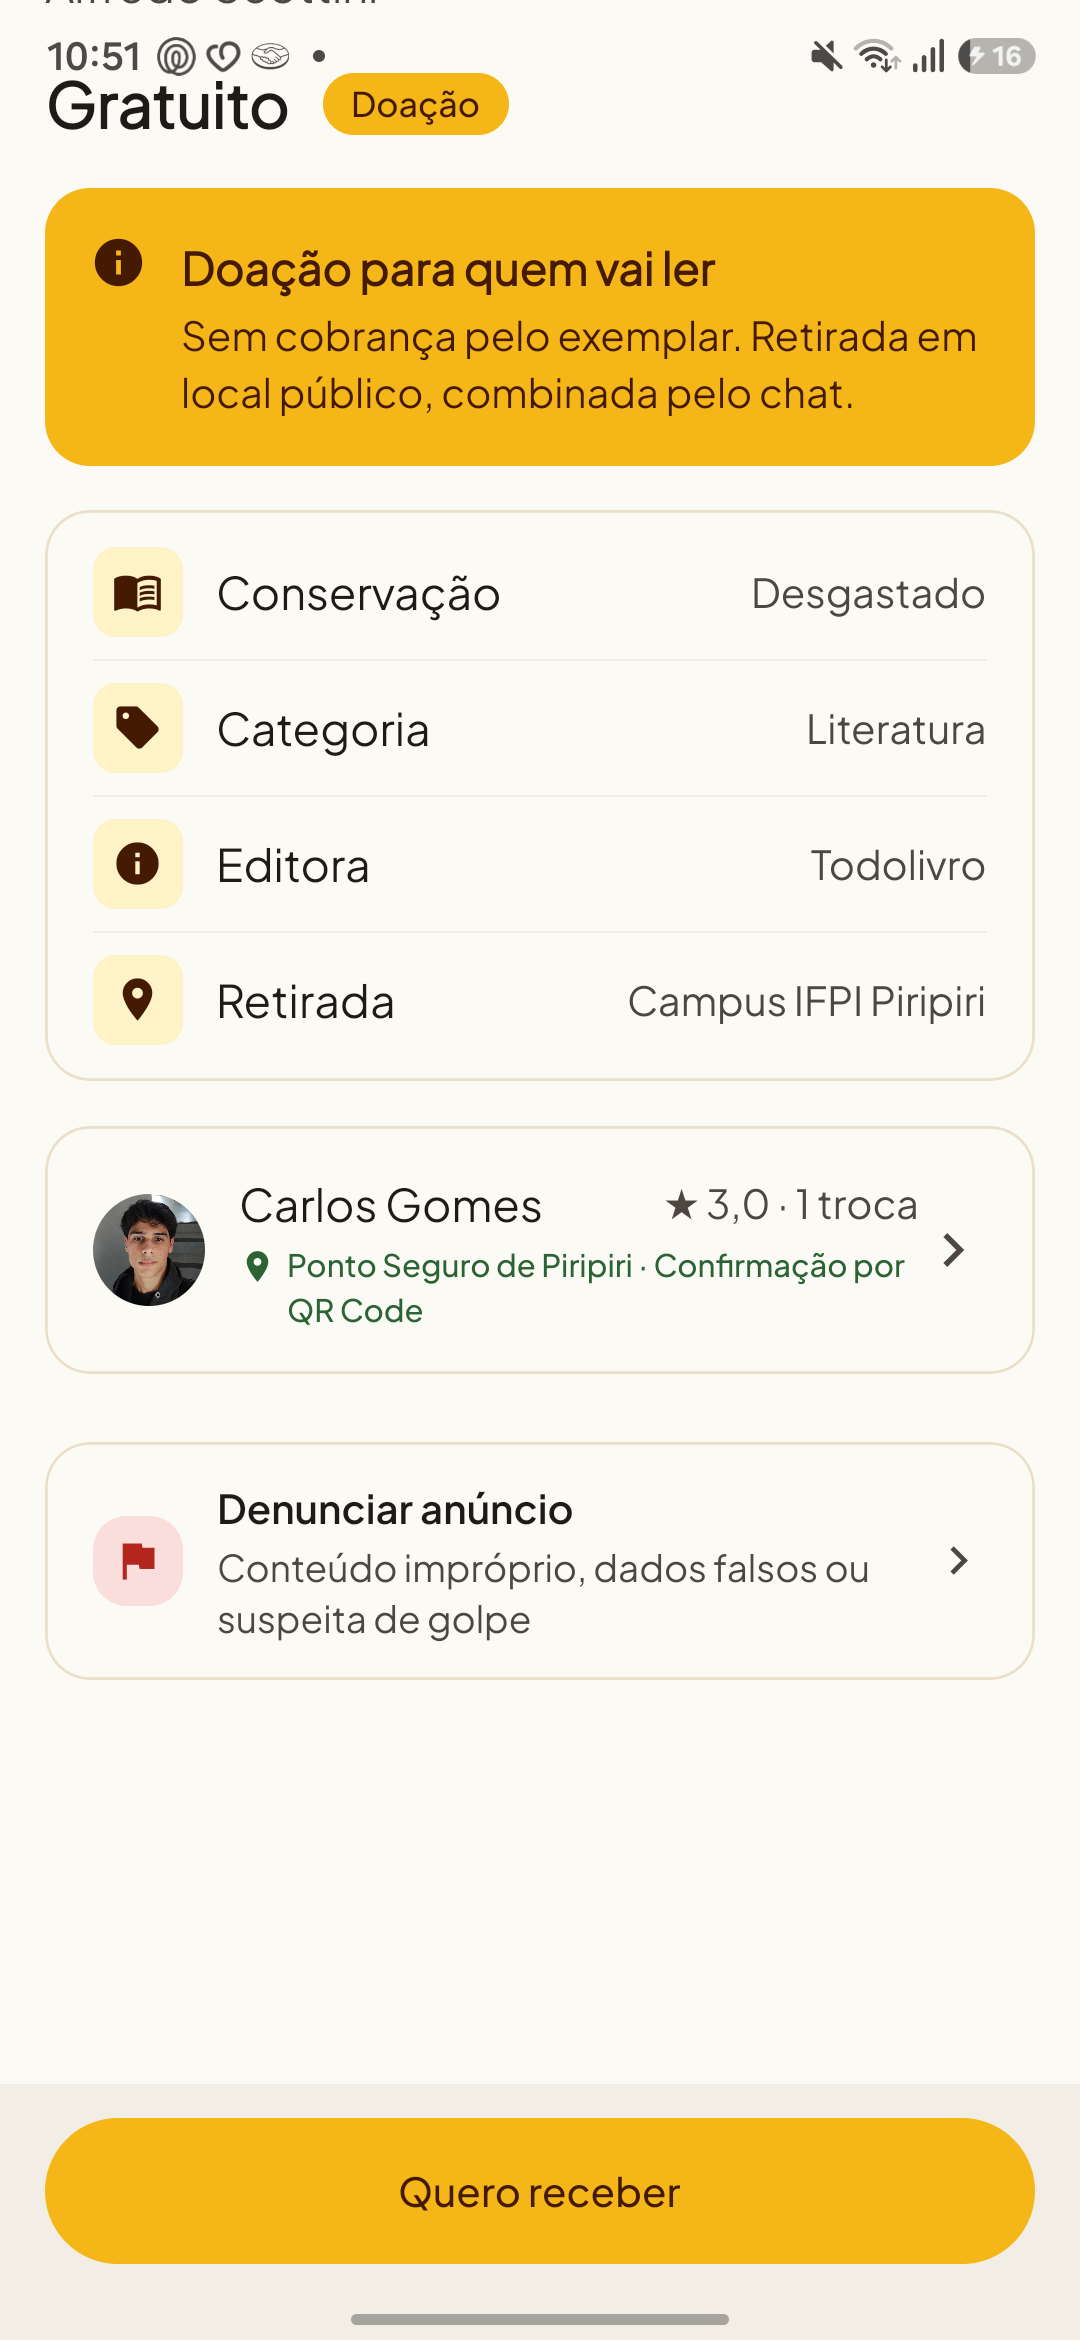 10:51
16
Gratuito
Doação
Doação para quem vai ler
Sem cobrança pelo exemplar. Retirada em
local público, combinada pelo chat.
Conservação
Desgastado
Categoria
Literatura
Editora
Todolivro
Retirada
Campus IFPI Piripiri
Carlos Gomes
★ 3,0 · 1 troca
Ponto Seguro de Piripiri · Confirmação por
QR Code
Denunciar anúncio
Conteúdo impróprio, dados falsos ou
suspeita de golpe
Quero receber